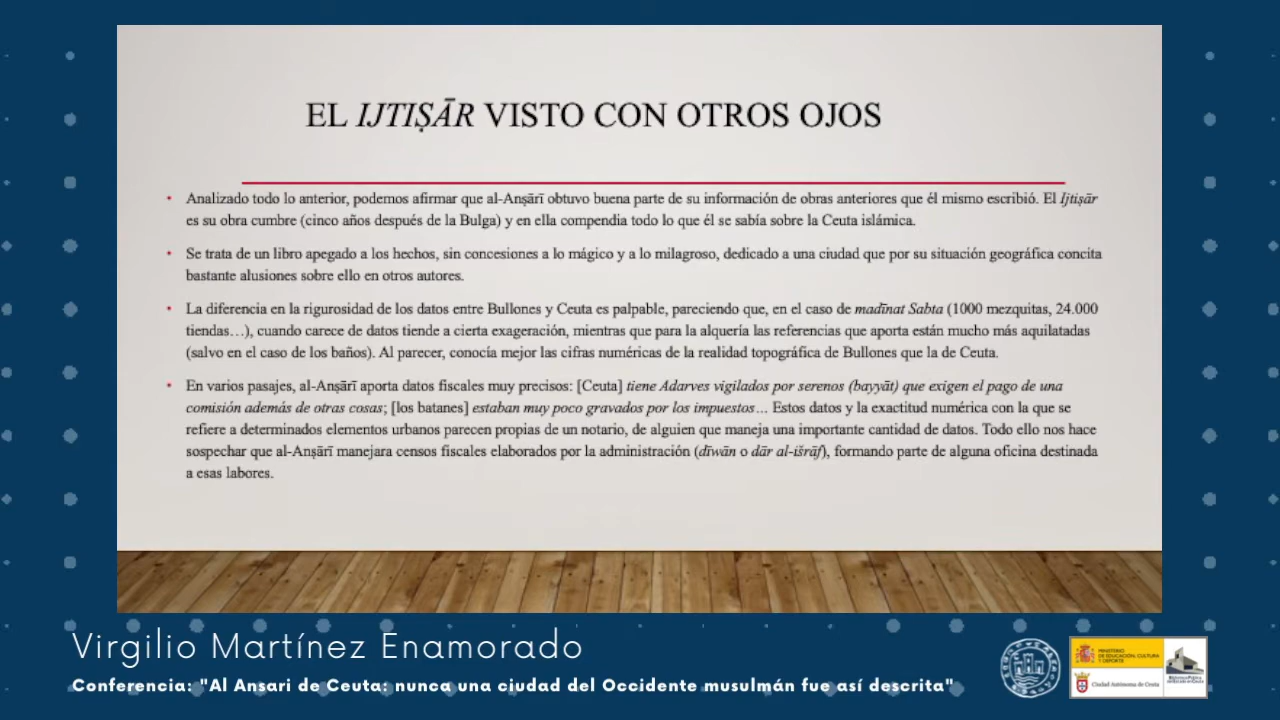 EL IJTIṢĀR VISTO CON OTROS OJOS
• Analizado todo lo anterior, podemos afirmar que al-Anṣārī obtuvo buena parte de su información de obras anteriores que él mismo escribió. El Ijtiṣār
es su obra cumbre (cinco años después de la Bulga) y en ella compendia todo lo que él se sabía sobre la Ceuta islámica.
• Se trata de un libro apegado a los hechos, sin concesiones a lo mágico y a lo milagroso, dedicado a una ciudad que por su situación geográfica concita
bastante alusiones sobre ello en otros autores.
• La diferencia en la rigurosidad de los datos entre Bullones y Ceuta es palpable, pareciendo que, en el caso de madīnat Sabta (1000 mezquitas, 24.000
tiendas…), cuando carece de datos tiende a cierta exageración, mientras que para la alquería las referencias que aporta están mucho más aquilatadas
(salvo en el caso de los baños). Al parecer, conocía mejor las cifras numéricas de la realidad topográfica de Bullones que la de Ceuta.
• En varios pasajes, al-Anṣārī aporta datos fiscales muy precisos: [Ceuta] tiene Adarves vigilados por serenos (bayyāt) que exigen el pago de una
comisión además de otras cosas; [los batanes] estaban muy poco gravados por los impuestos… Estos datos y la exactitud numérica con la que se
refiere a determinados elementos urbanos parecen propias de un notario, de alguien que maneja una importante cantidad de datos. Todo ello nos hace
sospechar que al-Anṣārī manejara censos fiscales elaborados por la administración (dīwān o dār al-išrāf), formando parte de alguna oficina destinada
a esas labores.
Virgilio Martínez Enamorado
Conferencia: "Al Ansari de Ceuta: nunca una ciudad del Occidente musulmán fue así descrita"
MINISTERIO
DE EDUCACIÓN, CULTURA
Y DEPORTE
Ciudad Autónoma de Ceuta